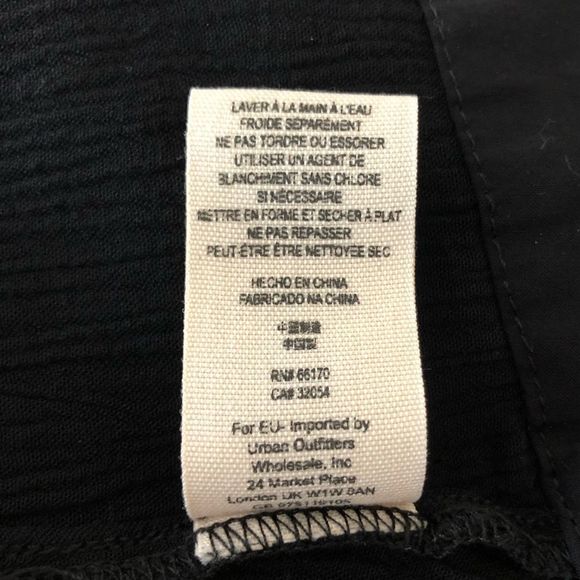 LAVER À LA MAIN À L'EAU
FROIDE SÉPARÉMENT
NE PAS TORDRE OU ESSORER
UTILISER UN AGENT DE
BLANCHIMENT SANS CHLORE
SI NÉCESSAIRE
METTRE EN FORME ET SECHER À PLAT
NE PAS REPASSER
PEUT-ÊTRE ÊTRE NETTOYÉE SEC
HECHO EN CHINA
FABRICADO NA CHINA
中國製造
中国製
RN# 66170
CA# 32054
For EU- Imported by
Urban Outfitters
Wholesale, Inc
24 Market Place
London UK W1W 8AN